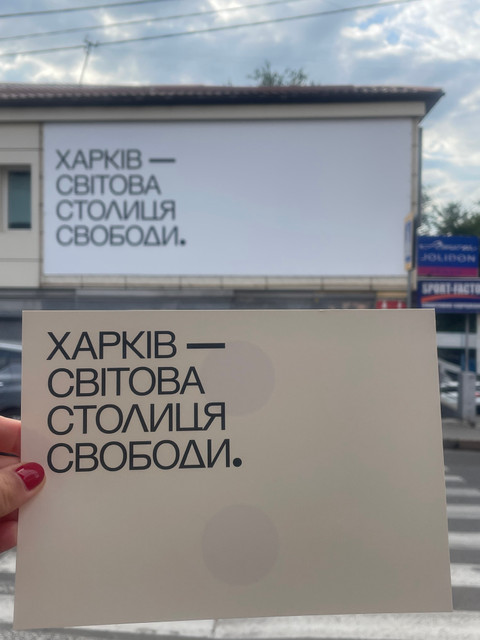 ХАРКІВ —
СВІТОВА
СТОЛИЦЯ
СВОБОДИ.
JOLIDON
SPORT-FACTO
ХАРКІВ —
СВІТОВА
СТОЛИЦЯ
СВОБОДИ.